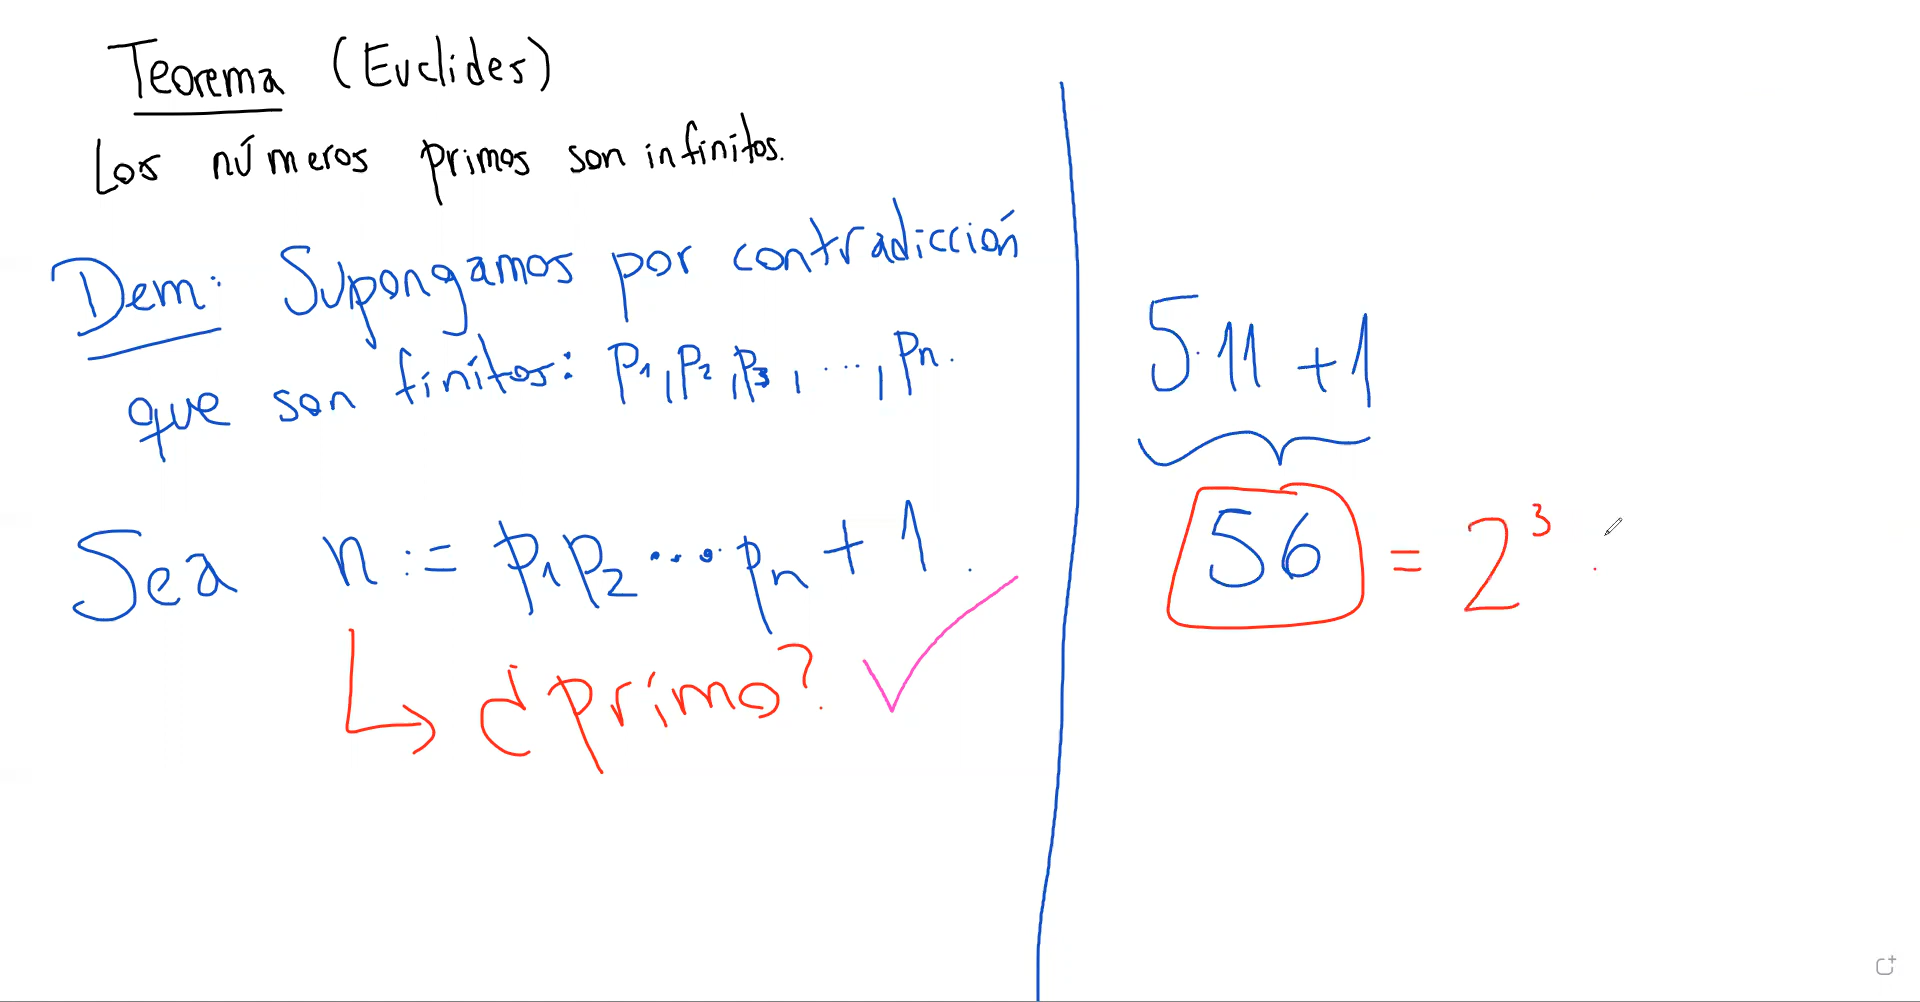 Teorema (Euclides)
Los números primos son infinitos.
Dem: Supongamos por contradicción
que son finitos: p₁, p₂, p₃, ..., pₙ.
Sea n := p₁p₂ ... pₙ + 1.
¿primo? ✓
5·11 + 1
56 = 2³ ·